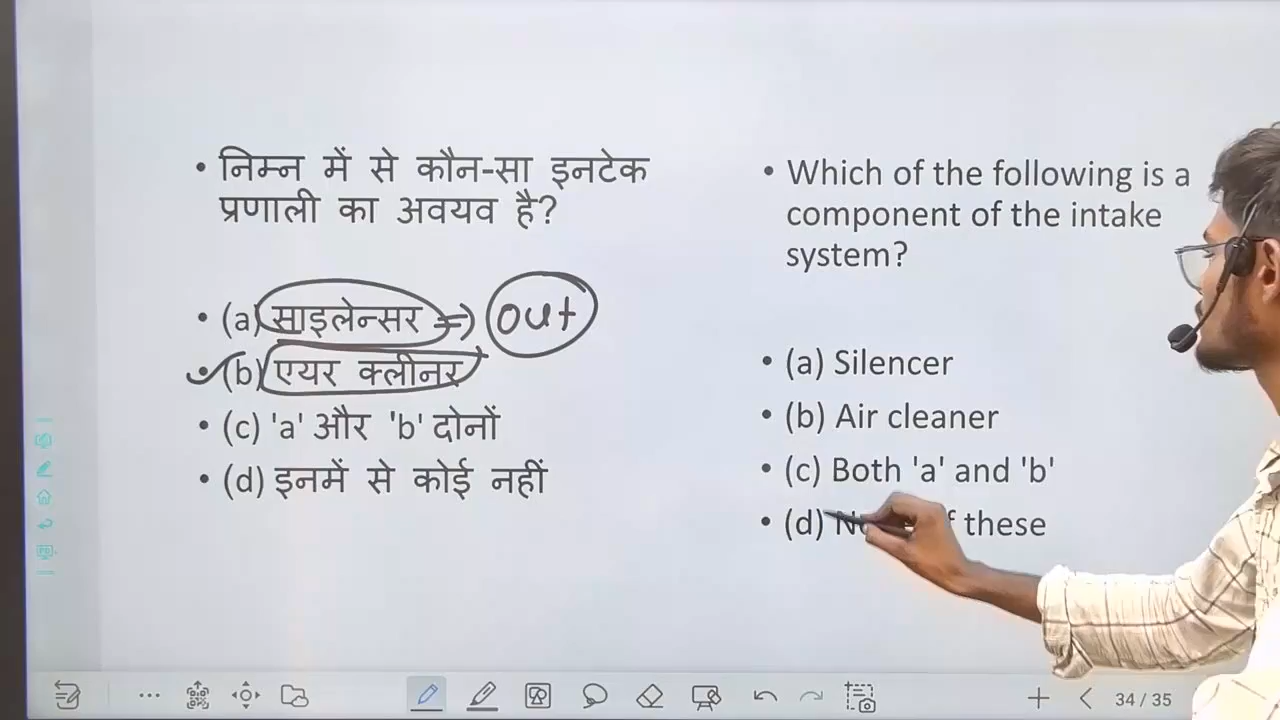 • निम्न में से कौन-सा इनटेक
प्रणाली का अवयव है?
• (a) साइलेन्सर => out
• (b) एयर क्लीनर
• (c) 'a' और 'b' दोनों
• (d) इनमें से कोई नहीं
• Which of the following is a
component of the intake
system?
• (a) Silencer
• (b) Air cleaner
• (c) Both 'a' and 'b'
• (d) these
34 / 35